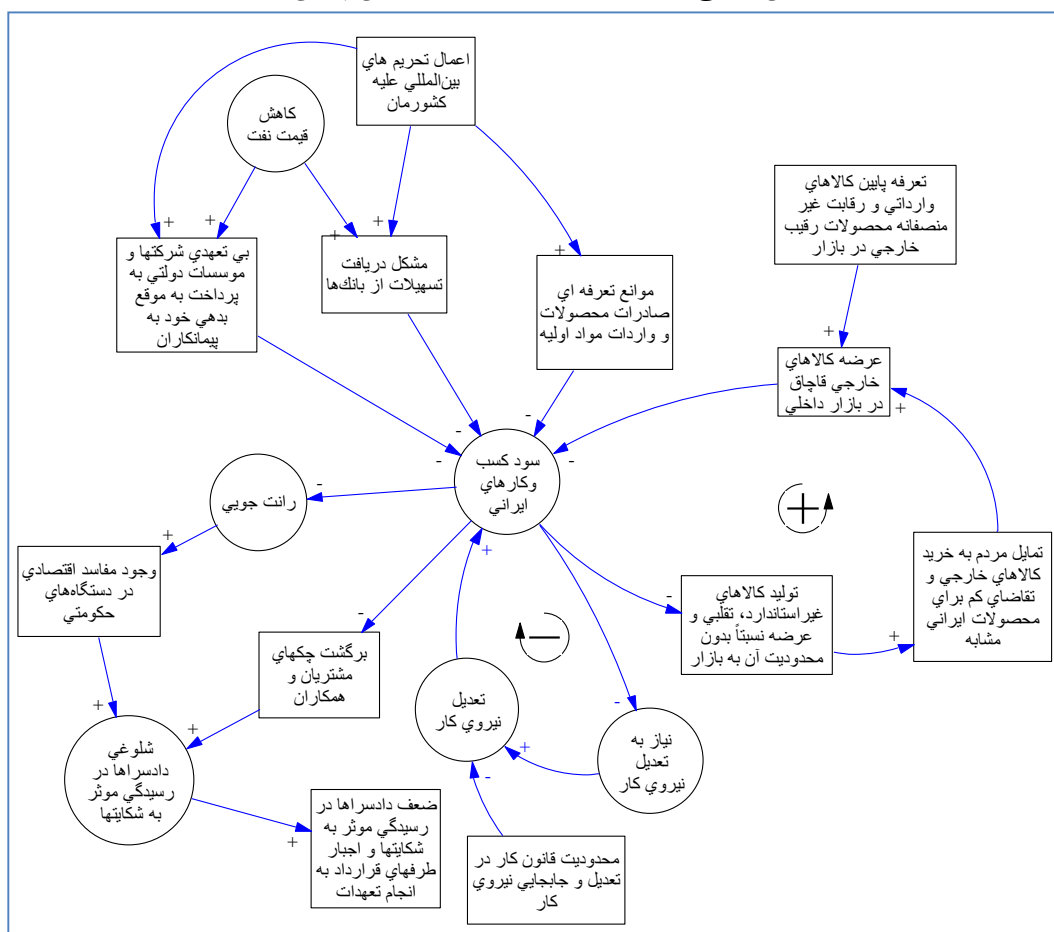 اعمال تحريم هاي
بين‌المللي عليه
كشورمان
كاهش
قيمت نفت
تعرفه پايين كالاهاي
وارداتي و رقابت غير
منصفانه محصولات رقيب
خارجي در بازار
بي تعهدي شركتها و
موسسات دولتي به
پرداخت به موقع
بدهي خود به
پيمانكاران
مشكل دريافت
تسهيلات از بانك‌ها
موانع تعرفه اي
صادرات محصولات
و واردات مواد اوليه
عرضه كالاهاي
خارجي قاچاق
در بازار داخلي
سود كسب
وكارهاي
ايراني
رانت جويي
وجود مفاسد اقتصادي
در دستگاه‌هاي
حكومتي
تمايل مردم به خريد
كالاهاي خارجي و
تقاضاي كم براي
محصولات ايراني
مشابه
توليد كالاهاي
غيراستاندارد، تقلبي و
عرضه نسبتاً بدون
محدوديت آن به بازار
برگشت چكهاي
مشتريان و
همكاران
تعديل
نيروي كار
نياز به
تعديل
نيروي كار
شلوغي
دادسراها در
رسيدگي موثر
به شكايتها
ضعف دادسراها در
رسيدگي موثر به
شكايتها و اجبار
طرفهاي قرارداد به
انجام تعهدات
محدوديت قانون كار در
تعديل و جابجايي نيروي
كار